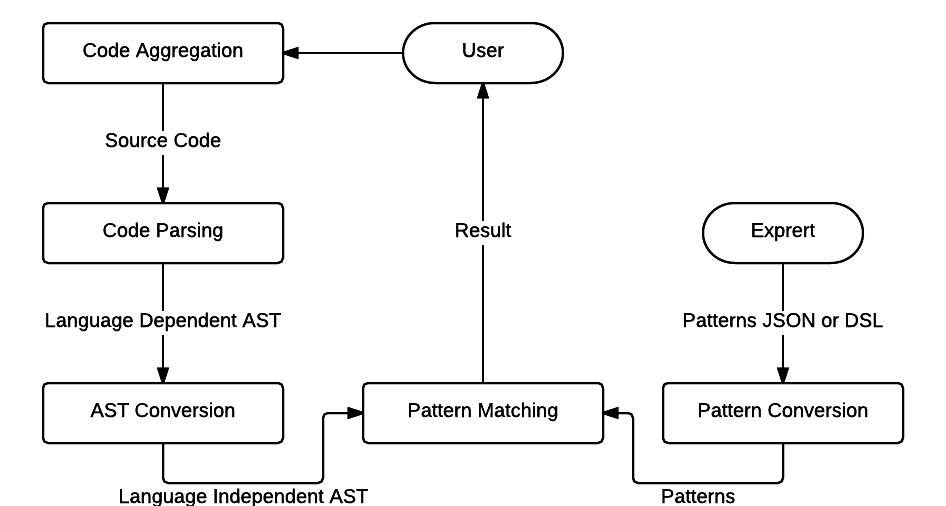 Code Aggregation
User
Source Code
Code Parsing
Result
Exprert
Language Dependent AST
Patterns JSON or DSL
AST Conversion
Pattern Matching
Pattern Conversion
Language Independent AST
Patterns